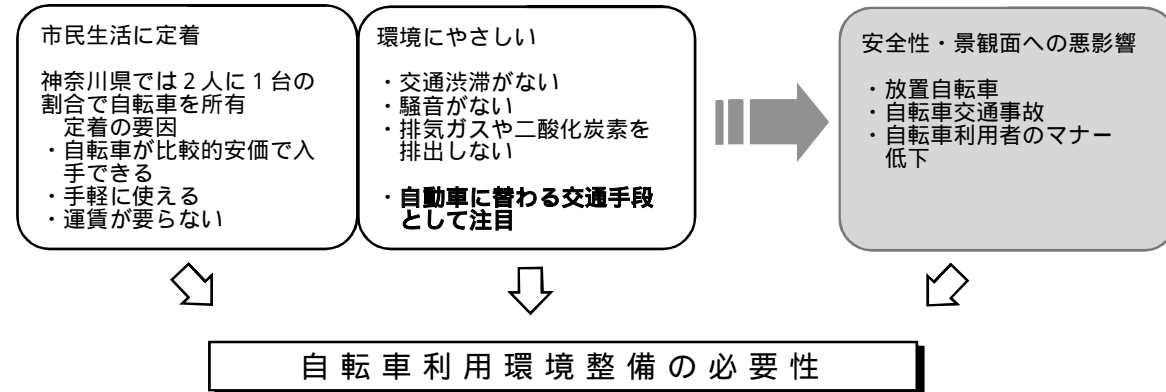 市民生活に定着
神奈川県では２人に１台の
割合で自転車を所有
定着の要因
・自転車が比較的安価で入
手できる
・手軽に使える
・運賃が要らない
環境にやさしい
・交通渋滞がない
・騒音がない
・排気ガスや二酸化炭素を
排出しない
・自動車に替わる交通手段
として注目
安全性・景観面への悪影響
・放置自転車
・自転車交通事故
・自転車利用者のマナー
低下
自転車利用環境整備の必要性